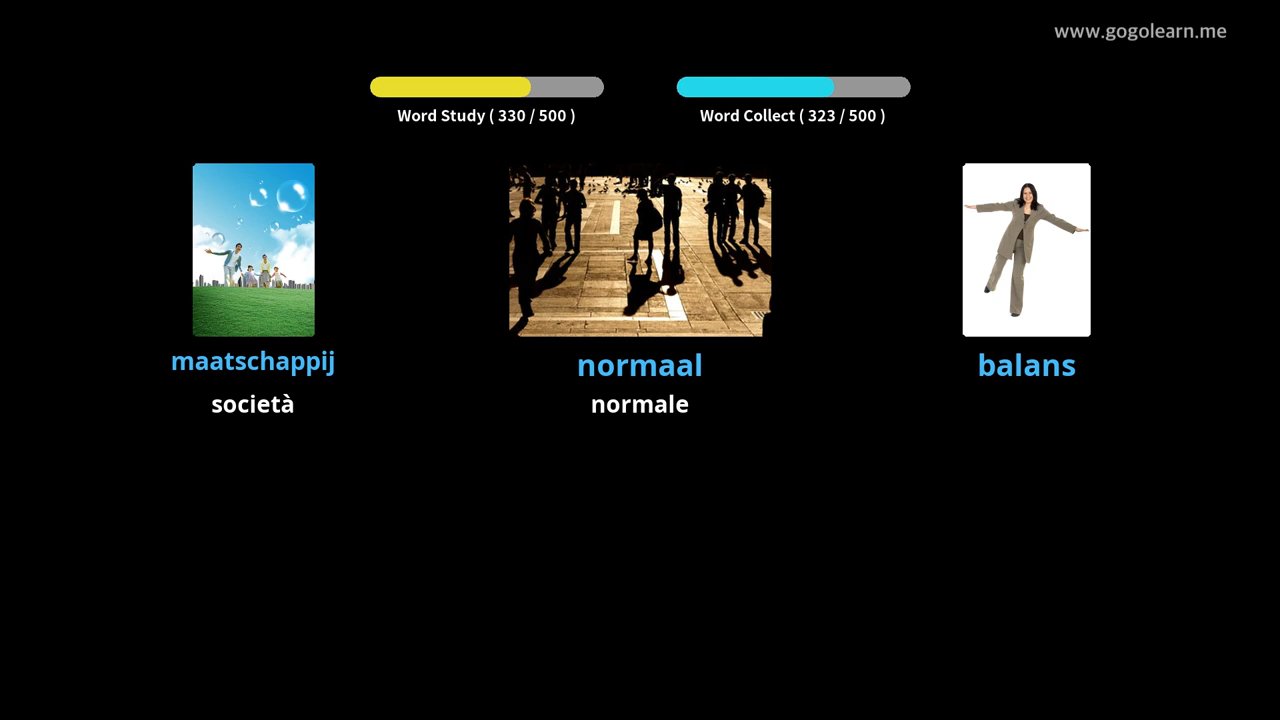 www.gogolearn.me
Word Study ( 330 / 500 )
Word Collect ( 323 / 500 )
maatschappij
normaal
balans
società
normale